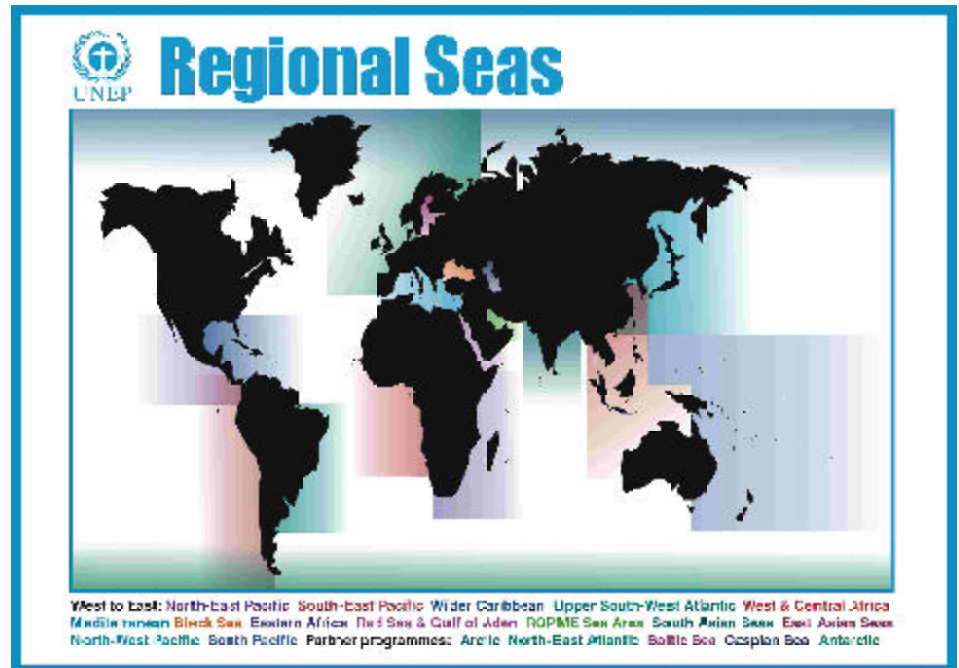 Regional Seas
UNEP
West to East: North-East Pacific South-East Pacific Wider Caribbean Upper South-West Atlantic West & Central Africa
Mediterranean Black Sea Eastern Africa Red Sea & Gulf of Aden ROPME Sea Area South Asian Seas East Asian Seas
North-West Pacific South Pacific Partner programmes: Arctic North-East Atlantic Baltic Sea Caspian Sea Antarctic